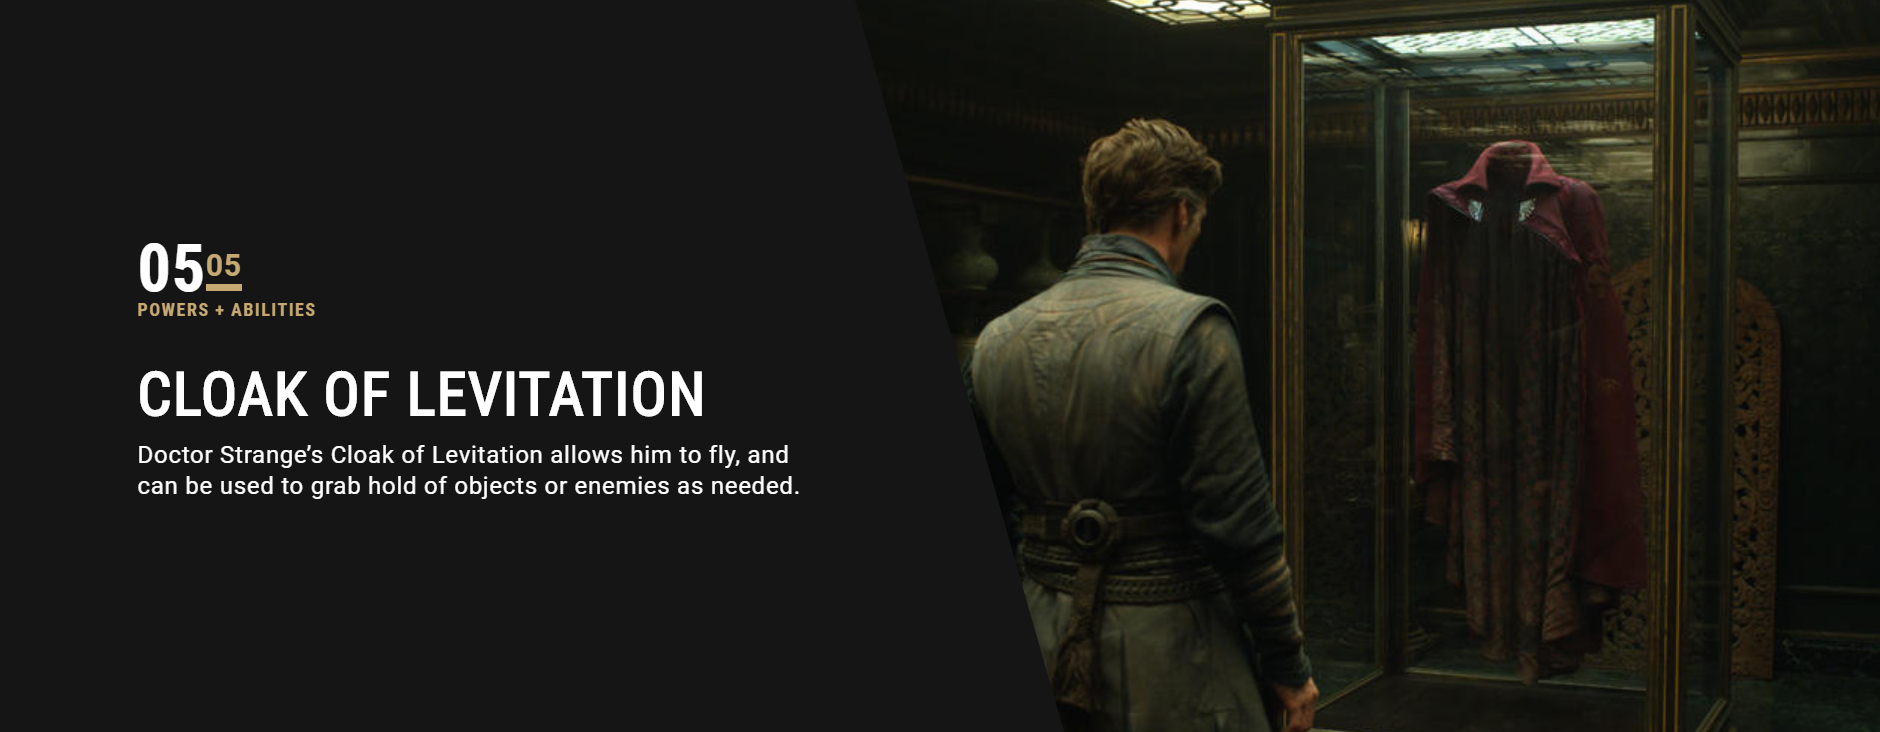 05 05
POWERS + ABILITIES
CLOAK OF LEVITATION
Doctor Strange’s Cloak of Levitation allows him to fly, and
can be used to grab hold of objects or enemies as needed.